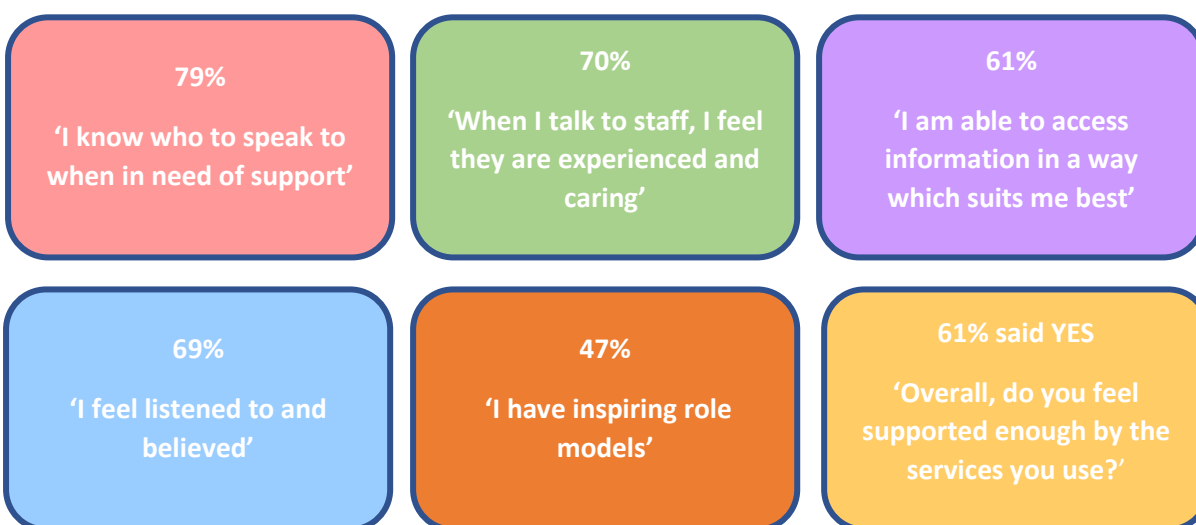 79%
‘I know who to speak to
when in need of support’
70%
‘When I talk to staff, I feel
they are experienced and
caring’
61%
‘I am able to access
information in a way
which suits me best’
69%
‘I feel listened to and
believed’
47%
‘I have inspiring role
models’
61% said YES
‘Overall, do you feel
supported enough by the
services you use?’